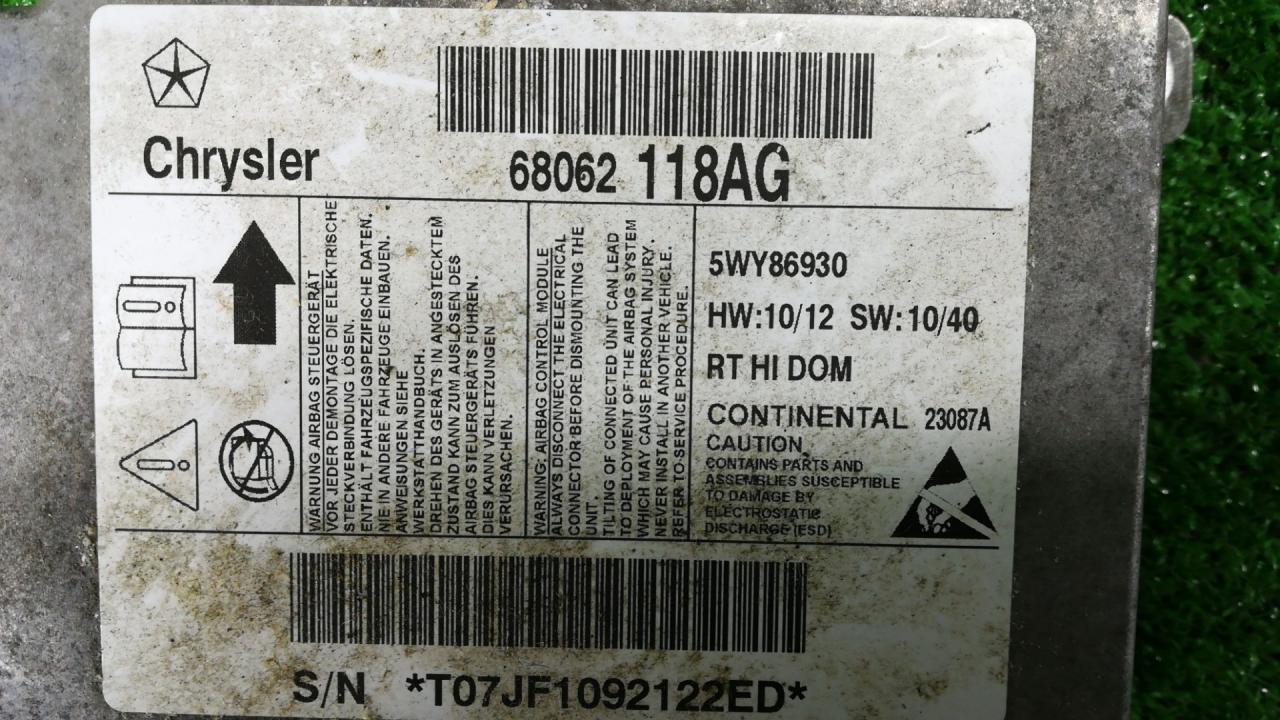 Chrysler
68062 118AG
WARNUNG AIRBAG STEUERGERÄT
VOR JEDER DEMONTAGE DIE ELEKTRISCHE
STECKVERBINDUNG LÖSEN.
ENTHÄLT FAHRZEUGSPEZIFISCHE DATEN.
NIE IN ANDERE FAHRZEUGE EINBAUEN.
ANWEISUNGEN SIEHE
WERKSTATTHANDBUCH.
DREHEN DES GERÄTS IN ANGESTECKTEM
ZUSTAND KANN ZUM AUSLÖSEN DES
AIRBAG STEUERGERÄTS FÜHREN.
DIES KANN VERLETZUNGEN
VERURSACHEN.
WARNING: AIRBAG CONTROL MODULE
ALWAYS DISCONNECT THE ELECTRICAL
CONNECTOR BEFORE DISMOUNTING THE
UNIT.
TILTING OF CONNECTED UNIT CAN LEAD
TO DEPLOYMENT OF THE AIRBAG SYSTEM
WHICH MAY CAUSE PERSONAL INJURY.
NEVER INSTALL IN ANOTHER VEHICLE.
REFER-TO-SERVICE PROCEDURE.
5WY86930
HW:10/12 SW:10/40
RT HI DOM
CONTINENTAL 23087A
CAUTION
CONTAINS PARTS AND
ASSEMBLIES SUSCEPTIBLE
TO DAMAGE BY
ELECTROSTATIC
DISCHARGE (ESD)
S/N *T07JF1092122ED*